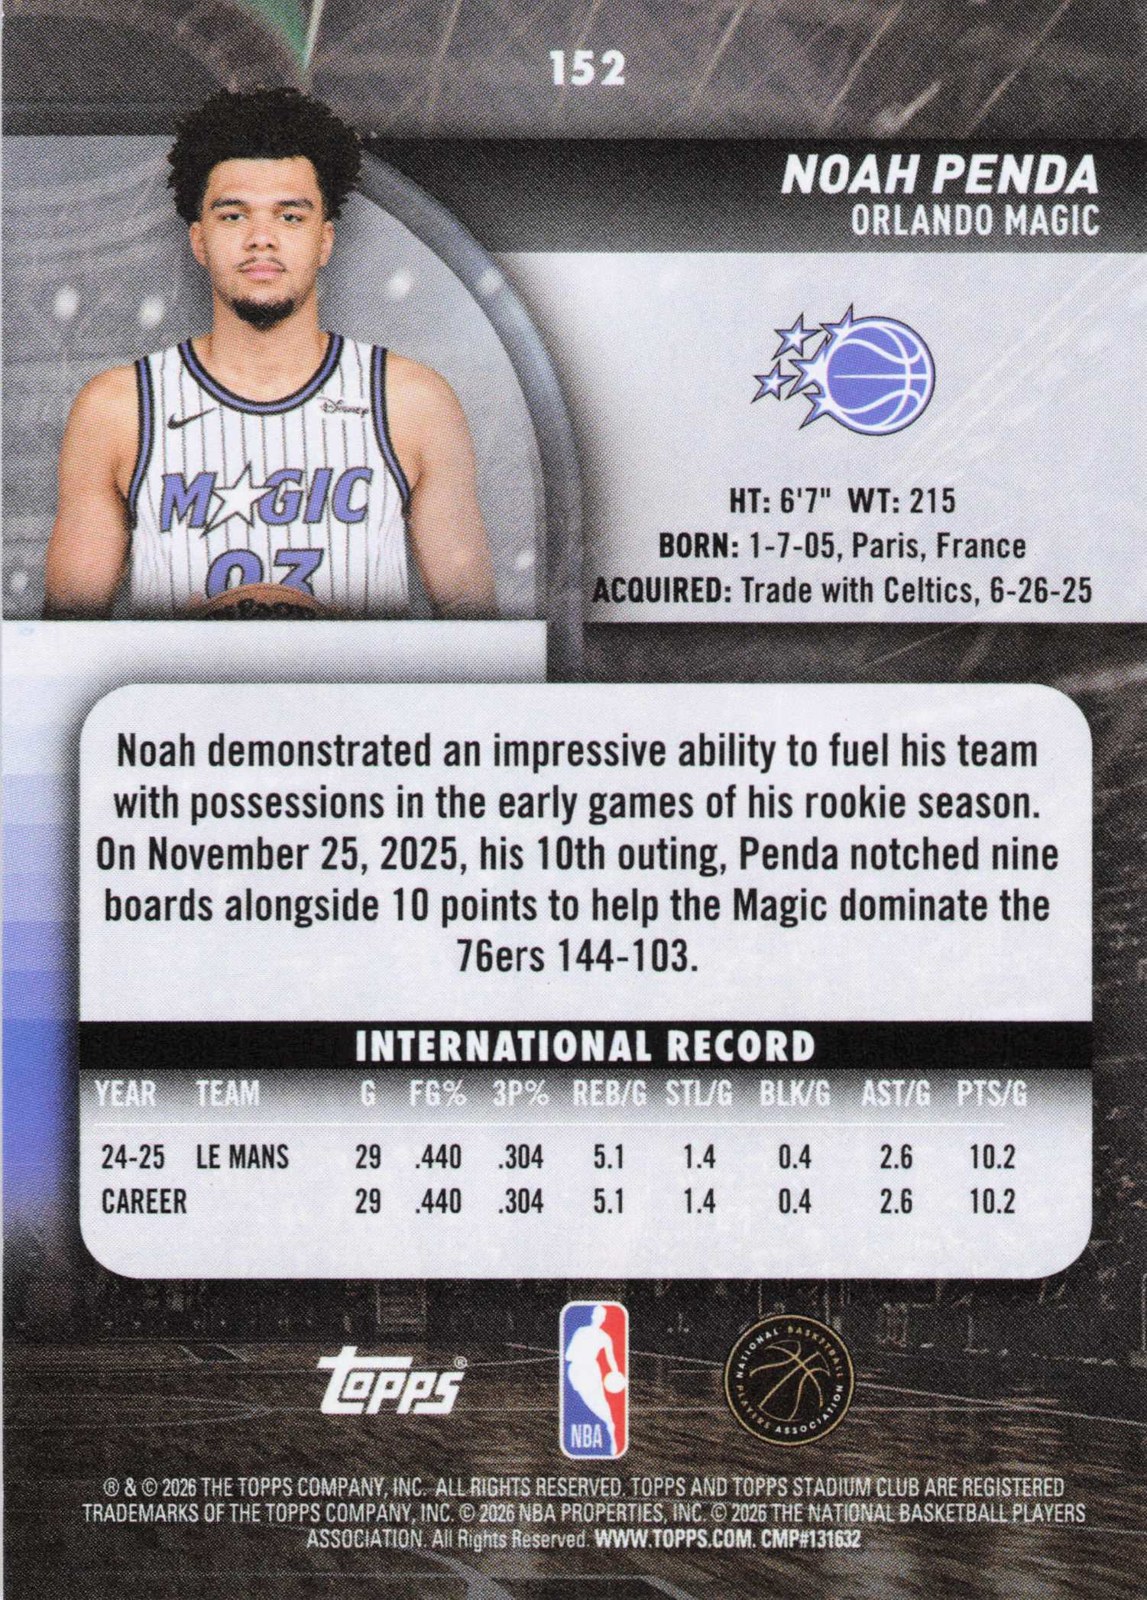 152
NOAH PENDA
ORLANDO MAGIC
Disney
MAGIC
HT: 6'7" WT: 215
BORN: 1-7-05, Paris, France
ACQUIRED: Trade with Celtics, 6-26-25
Noah demonstrated an impressive ability to fuel his team
with possessions in the early games of his rookie season.
On November 25, 2025, his 10th outing, Penda notched nine
boards alongside 10 points to help the Magic dominate the
76ers 144-103.
INTERNATIONAL RECORD
YEAR TEAM G FG% 3P% REB/G STL/G BLK/G AST/G PTS/G
24-25 LE MANS 29 .440 .304 5.1 1.4 0.4 2.6 10.2
CAREER 29 .440 .304 5.1 1.4 0.4 2.6 10.2
Topps®
NBA
NATIONAL BASKETBALL PLAYERS ASSOCIATION
® & © 2026 THE TOPPS COMPANY, INC. ALL RIGHTS RESERVED. TOPPS AND TOPPS STADIUM CLUB ARE REGISTERED
TRADEMARKS OF THE TOPPS COMPANY, INC. © 2026 NBA PROPERTIES, INC. © 2026 THE NATIONAL BASKETBALL PLAYERS
ASSOCIATION. All Rights Reserved. WWW.TOPPS.COM. CMP#131632